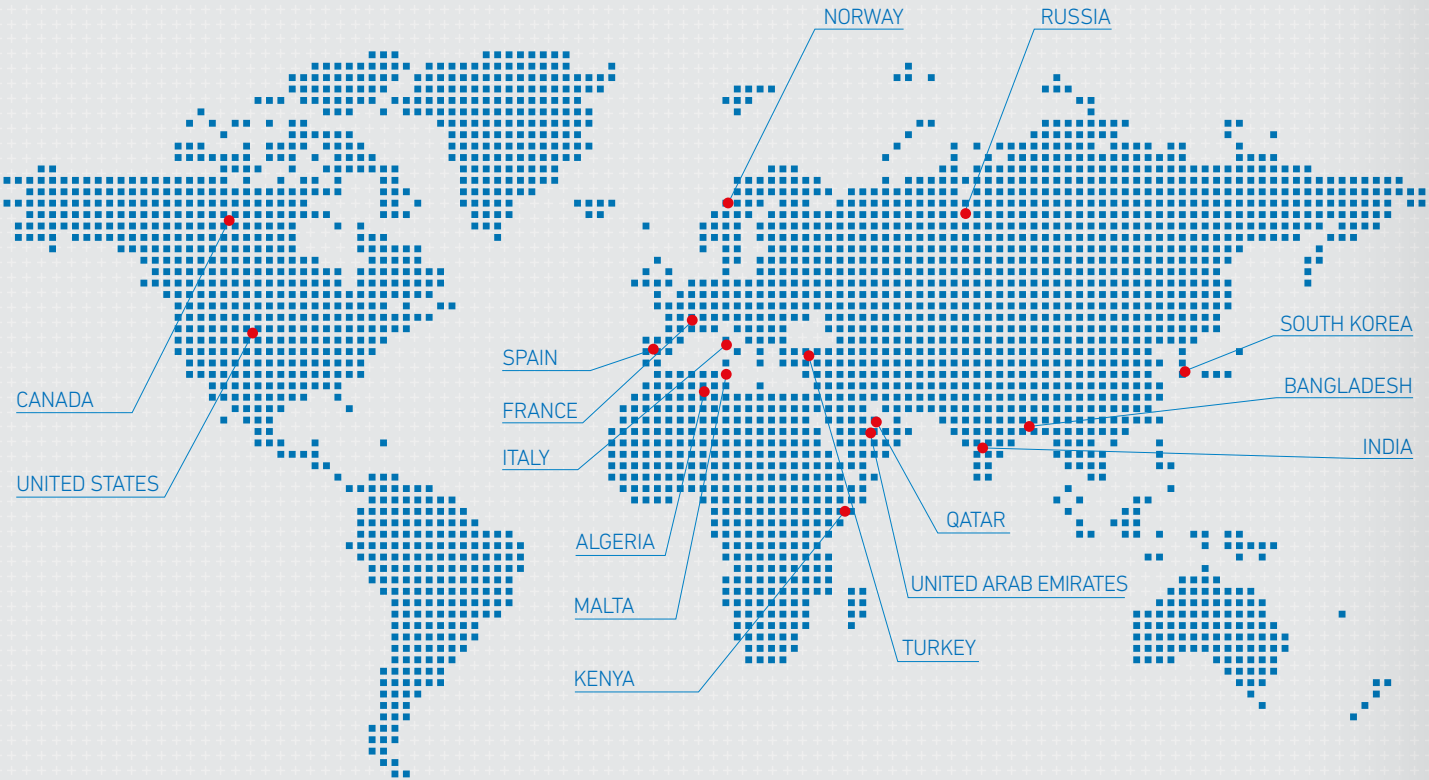 NORWAY
RUSSIA
SOUTH KOREA
SPAIN
BANGLADESH
CANADA
FRANCE
INDIA
ITALY
UNITED STATES
QATAR
ALGERIA
UNITED ARAB EMIRATES
MALTA
TURKEY
KENYA